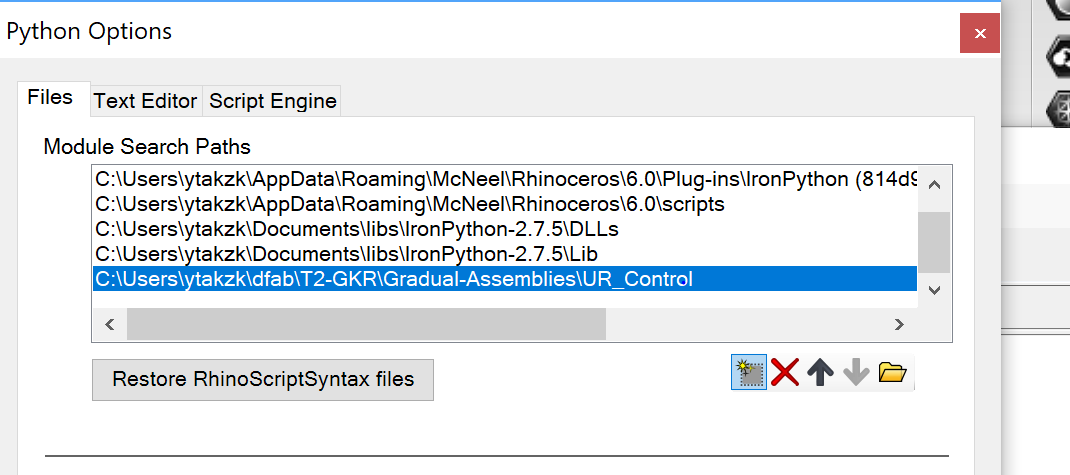 Python Options
Files Text Editor Script Engine
Module Search Paths
C:\Users\ytakzk\AppData\Roaming\McNeel\Rhinoceros\6.0\Plug-ins\IronPython (814d9
C:\Users\ytakzk\AppData\Roaming\McNeel\Rhinoceros\6.0\scripts
C:\Users\ytakzk\Documents\libs\IronPython-2.7.5\DLLs
C:\Users\ytakzk\Documents\libs\IronPython-2.7.5\Lib
C:\Users\ytakzk\dfab\T2-GKR\Gradual-Assemblies\UR_Control
Restore RhinoScriptSyntax files